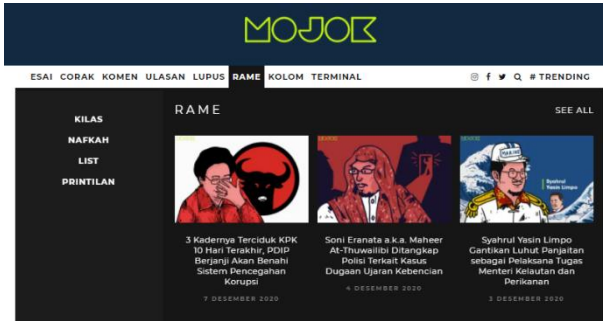 MOJOK
ESAI CORAK KOMEN ULASAN LUPUS RAME KOLOM TERMINAL # TRENDING
KILAS
NAFKAH
LIST
PRINTILAN
RAME SEE ALL
3 Kadernya Terciduk KPK
10 Hari Terakhir, PDIP
Berjanji Akan Benahi
Sistem Pencegahan
Korupsi
7 DESEMBER 2020
Soni Eranata a.k.a. Maheer
At-Thuwailibi Ditangkap
Polisi Terkait Kasus
Dugaan Ujaran Kebencian
4 DESEMBER 2020
Syahrul
Yasin Limpo
Syahrul Yasin Limpo
Gantikan Luhut Panjaitan
sebagai Pelaksana Tugas
Menteri Kelautan dan
Perikanan
3 DESEMBER 2020